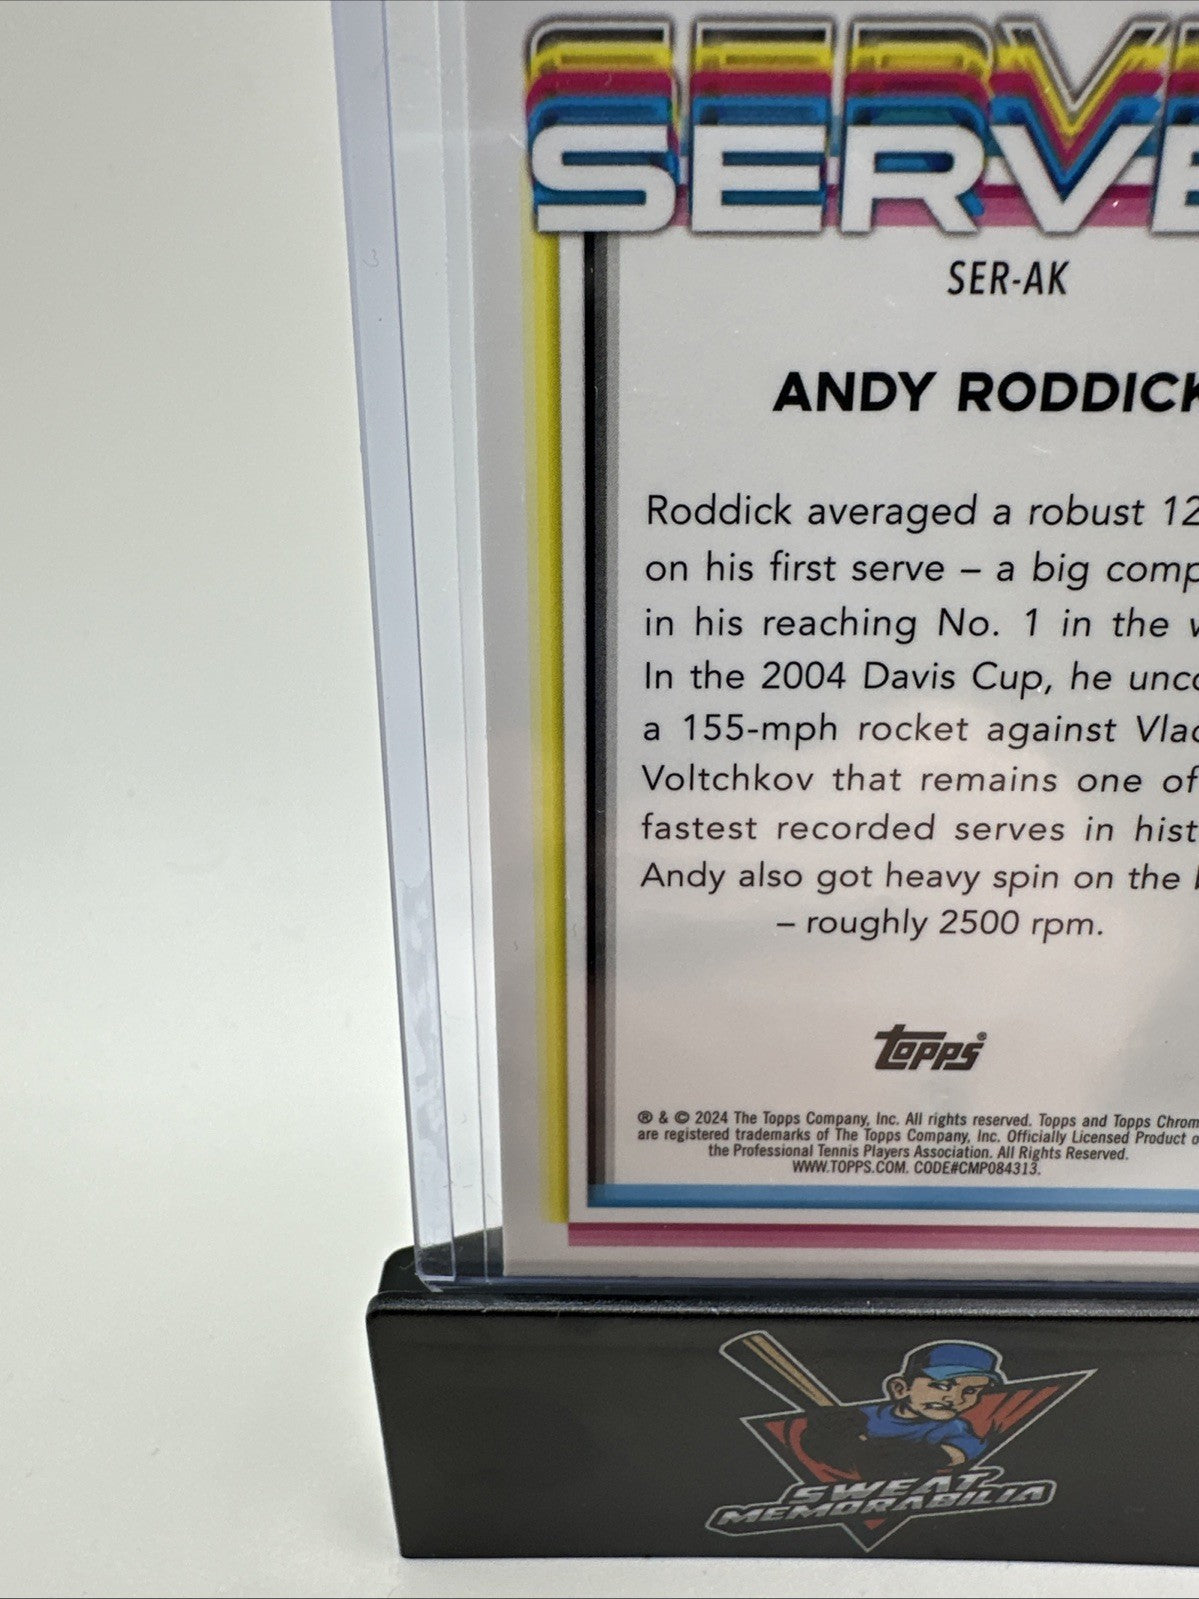 SERVE
SER-AK
ANDY RODDICK
Roddick averaged a robust 12
on his first serve – a big comp
in his reaching No. 1 in the w
In the 2004 Davis Cup, he unco
a 155-mph rocket against Vlad
Voltchkov that remains one of
fastest recorded serves in hist
Andy also got heavy spin on the
– roughly 2500 rpm.
Topps®
® & © 2024 The Topps Company, Inc. All rights reserved. Topps and Topps Chrom
are registered trademarks of The Topps Company, Inc. Officially Licensed Product o
the Professional Tennis Players Association. All Rights Reserved.
WWW.TOPPS.COM. CODE#CMP084313.
SWEAT
MEMORABILIA